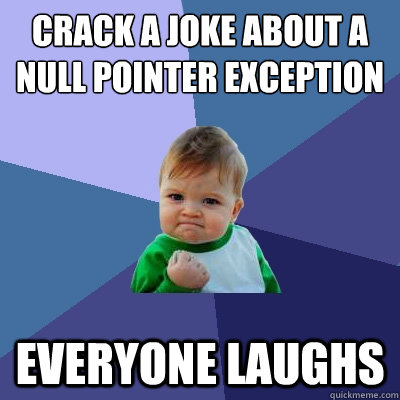 CRACK A JOKE ABOUT A
NULL POINTER EXCEPTION
EVERYONE LAUGHS
quickmeme.com